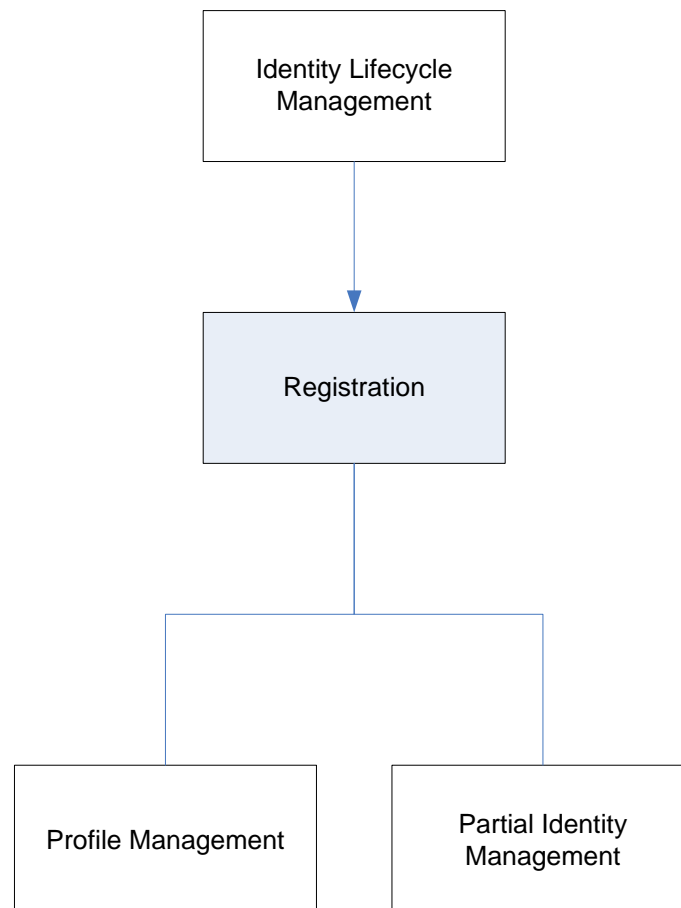 Identity Lifecycle
Management
Registration
Profile Management
Partial Identity
Management